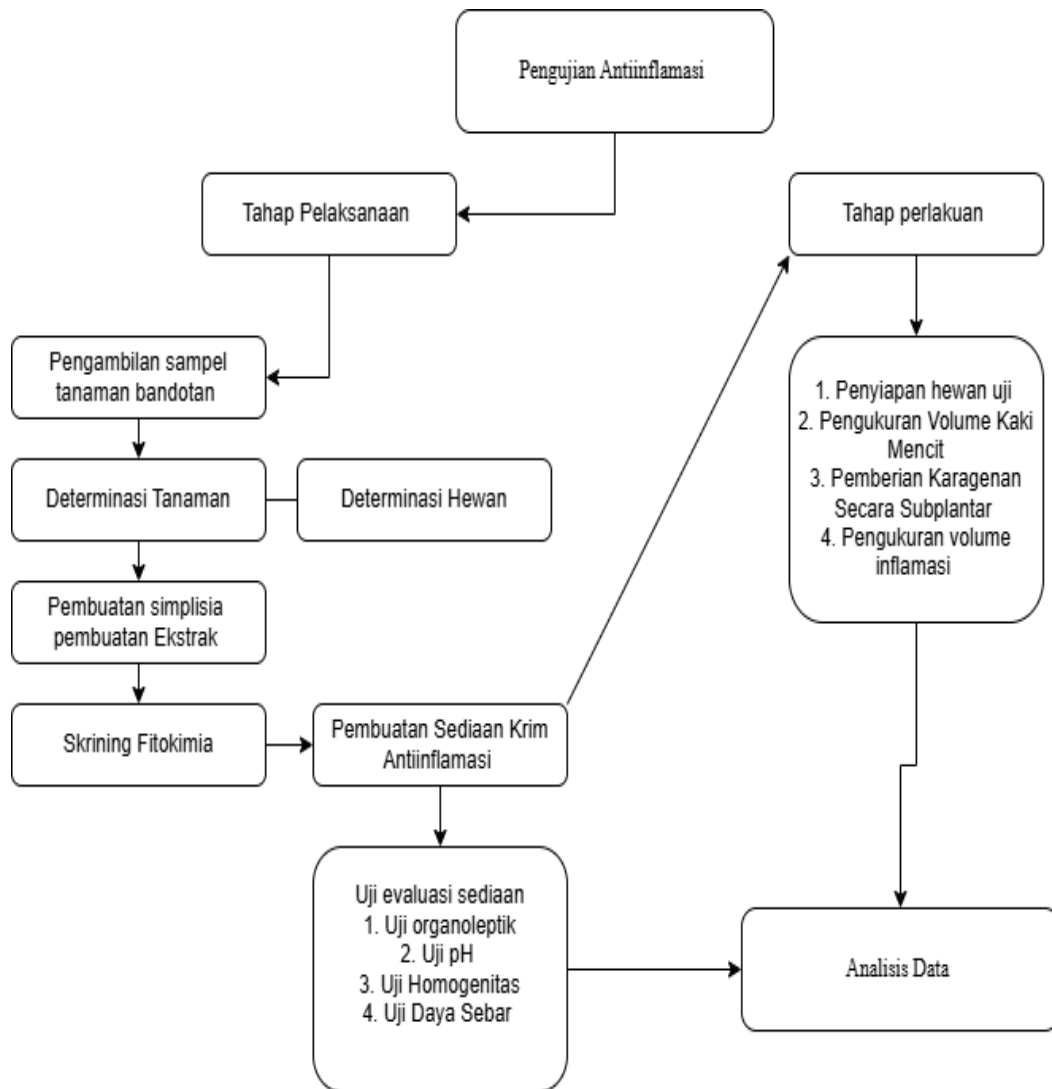 Pengujian Antiinflamasi
Tahap Pelaksanaan
Tahap perlakuan
Pengambilan sampel
tanaman bandotan
Determinasi Tanaman
Determinasi Hewan
Pembuatan simplisia
pembuatan Ekstrak
Skrining Fitokimia
Pembuatan Sediaan Krim
Antiinflamasi
1. Penyiapan hewan uji
2. Pengukuran Volume Kaki
Mencit
3. Pemberian Karagenan
Secara Subplantar
4. Pengukuran volume
inflamasi
Uji evaluasi sediaan
1. Uji organoleptik
2. Uji pH
3. Uji Homogenitas
4. Uji Daya Sebar
Analisis Data